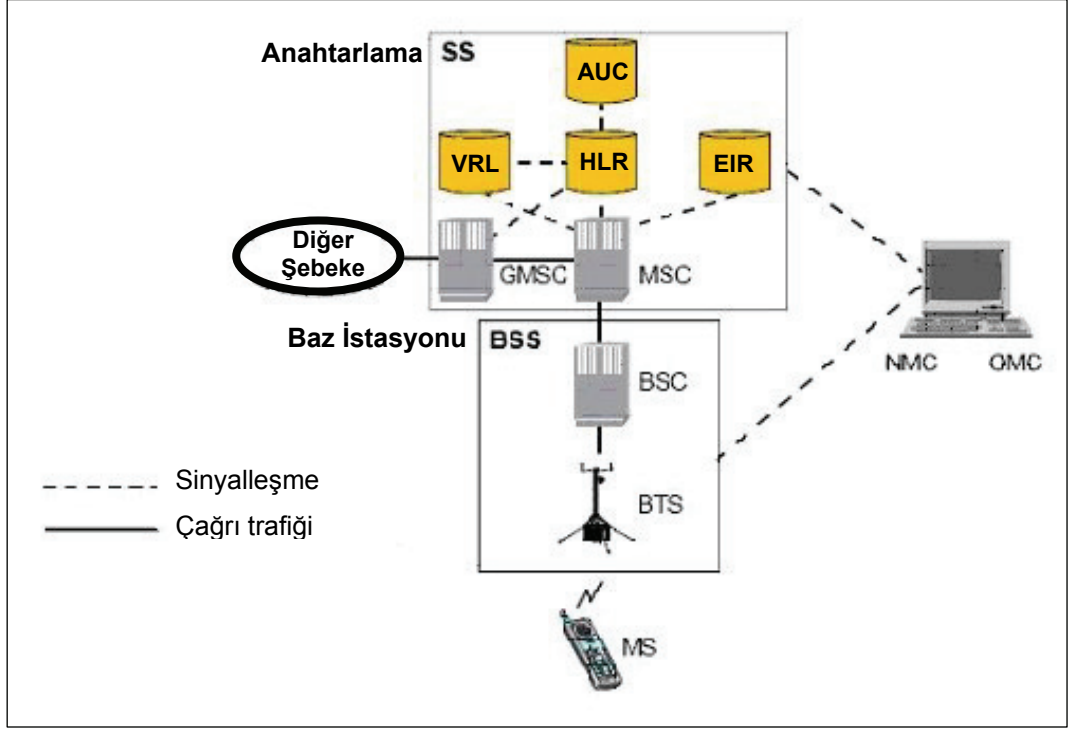 Anahtarlama
SS
AUC
VRL
HLR
EIR
Diğer
Şebeke
GMSC
MSC
Baz İstasyonu
BSS
NMC
OMC
BSC
Sinyalleşme
BTS
Çağrı trafiği
MS